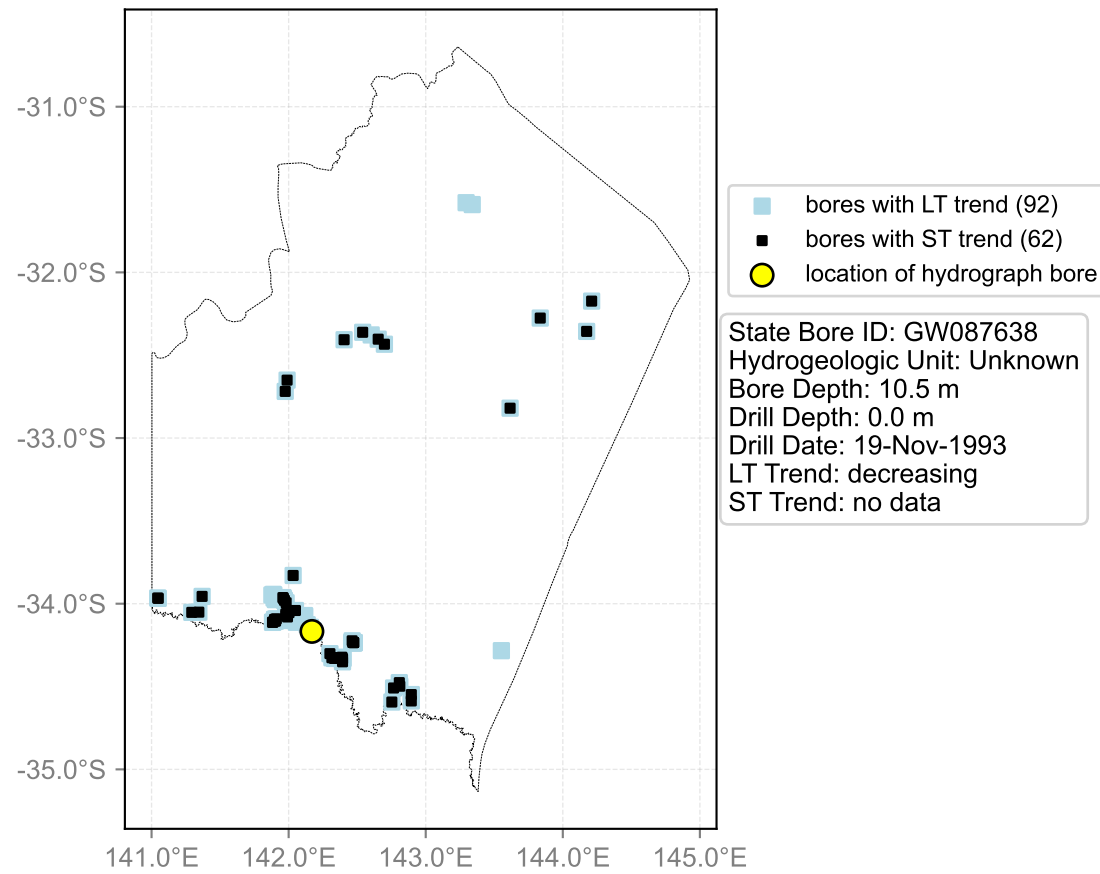 -31.0°S
-32.0°S
-33.0°S
-34.0°S
-35.0°S
141.0°E 142.0°E 143.0°E 144.0°E 145.0°E
bores with LT trend (92)
bores with ST trend (62)
location of hydrograph bore
State Bore ID: GW087638
Hydrogeologic Unit: Unknown
Bore Depth: 10.5 m
Drill Depth: 0.0 m
Drill Date: 19-Nov-1993
LT Trend: decreasing
ST Trend: no data